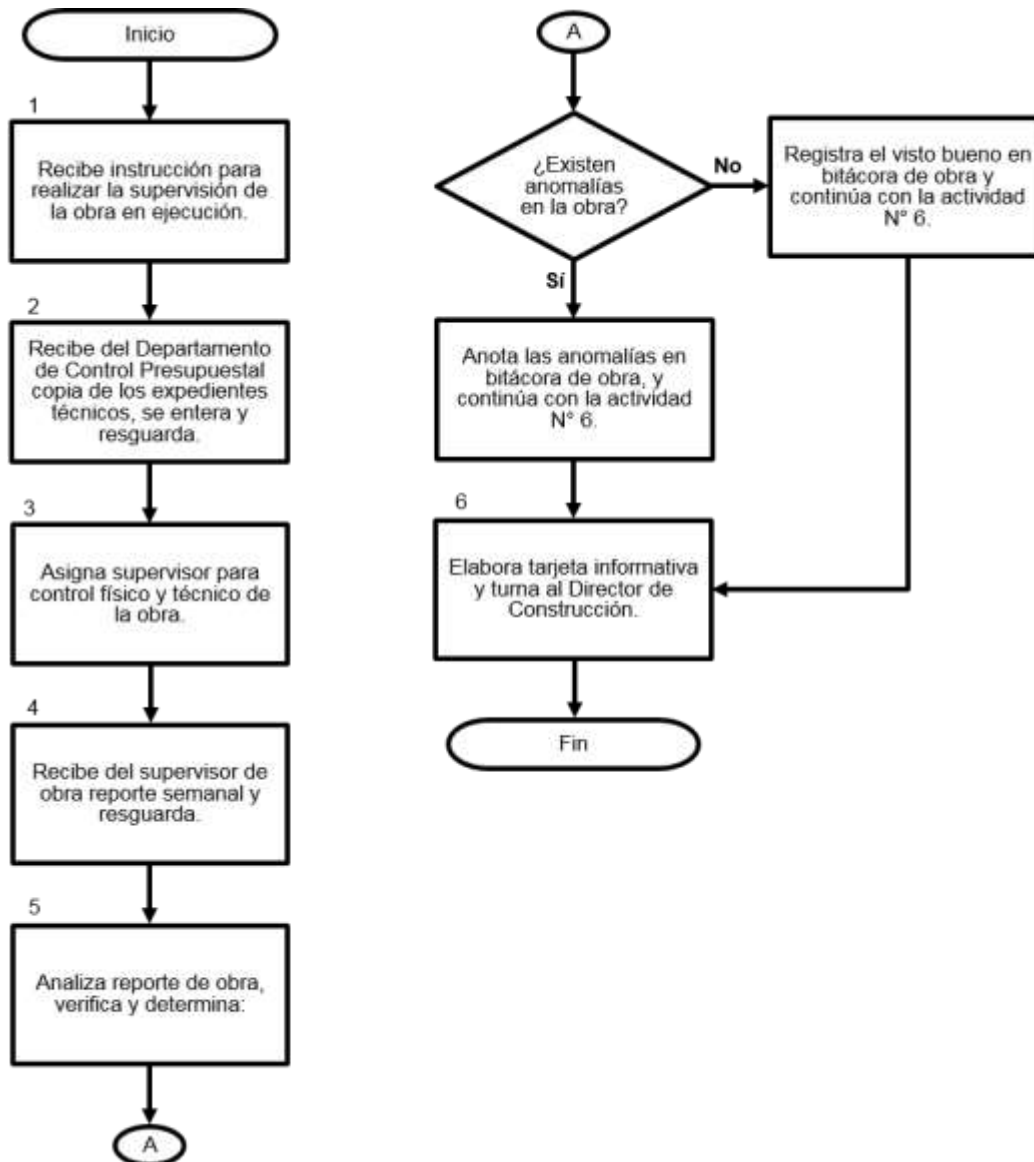 Inicio
1
Recibe instrucción para
realizar la supervisión de
la obra en ejecución.
2
Recibe del Departamento
de Control Presupuestal
copia de los expedientes
técnicos, se entera y
resguarda.
3
Asigna supervisor para
control físico y técnico de
la obra.
4
Recibe del supervisor de
obra reporte semanal y
resguarda.
5
Analiza reporte de obra,
verifica y determina:
A
A
¿Existen
anomalías
en la obra?
No
Registra el visto bueno en
bitácora de obra y
continúa con la actividad
N° 6.
Sí
Anota las anomalías en
bitácora de obra, y
continúa con la actividad
N° 6.
6
Elabora tarjeta informativa
y turna al Director de
Construcción.
Fin